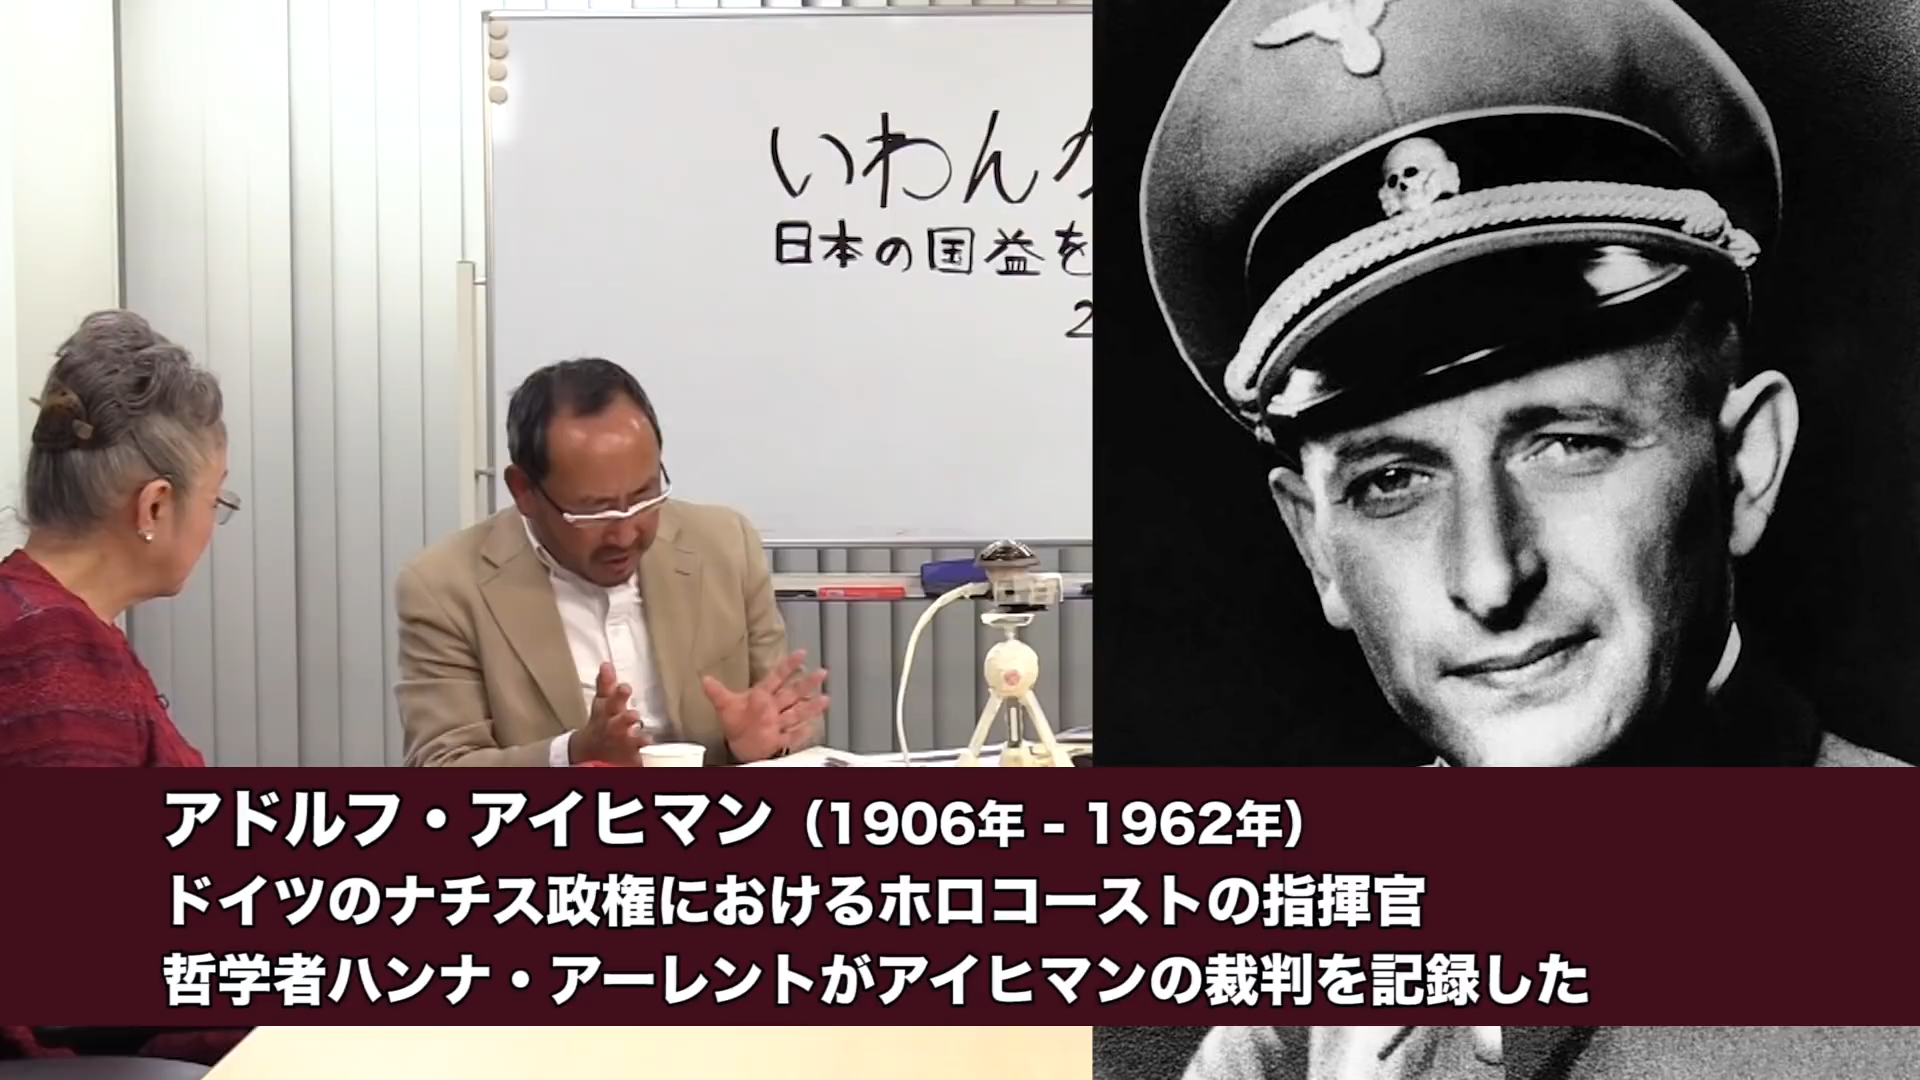 いわんか
日本の国益を
2
アドルフ・アイヒマン（1906年 - 1962年）
ドイツのナチス政権におけるホロコーストの指揮官
哲学者ハンナ・アーレントがアイヒマンの裁判を記録した